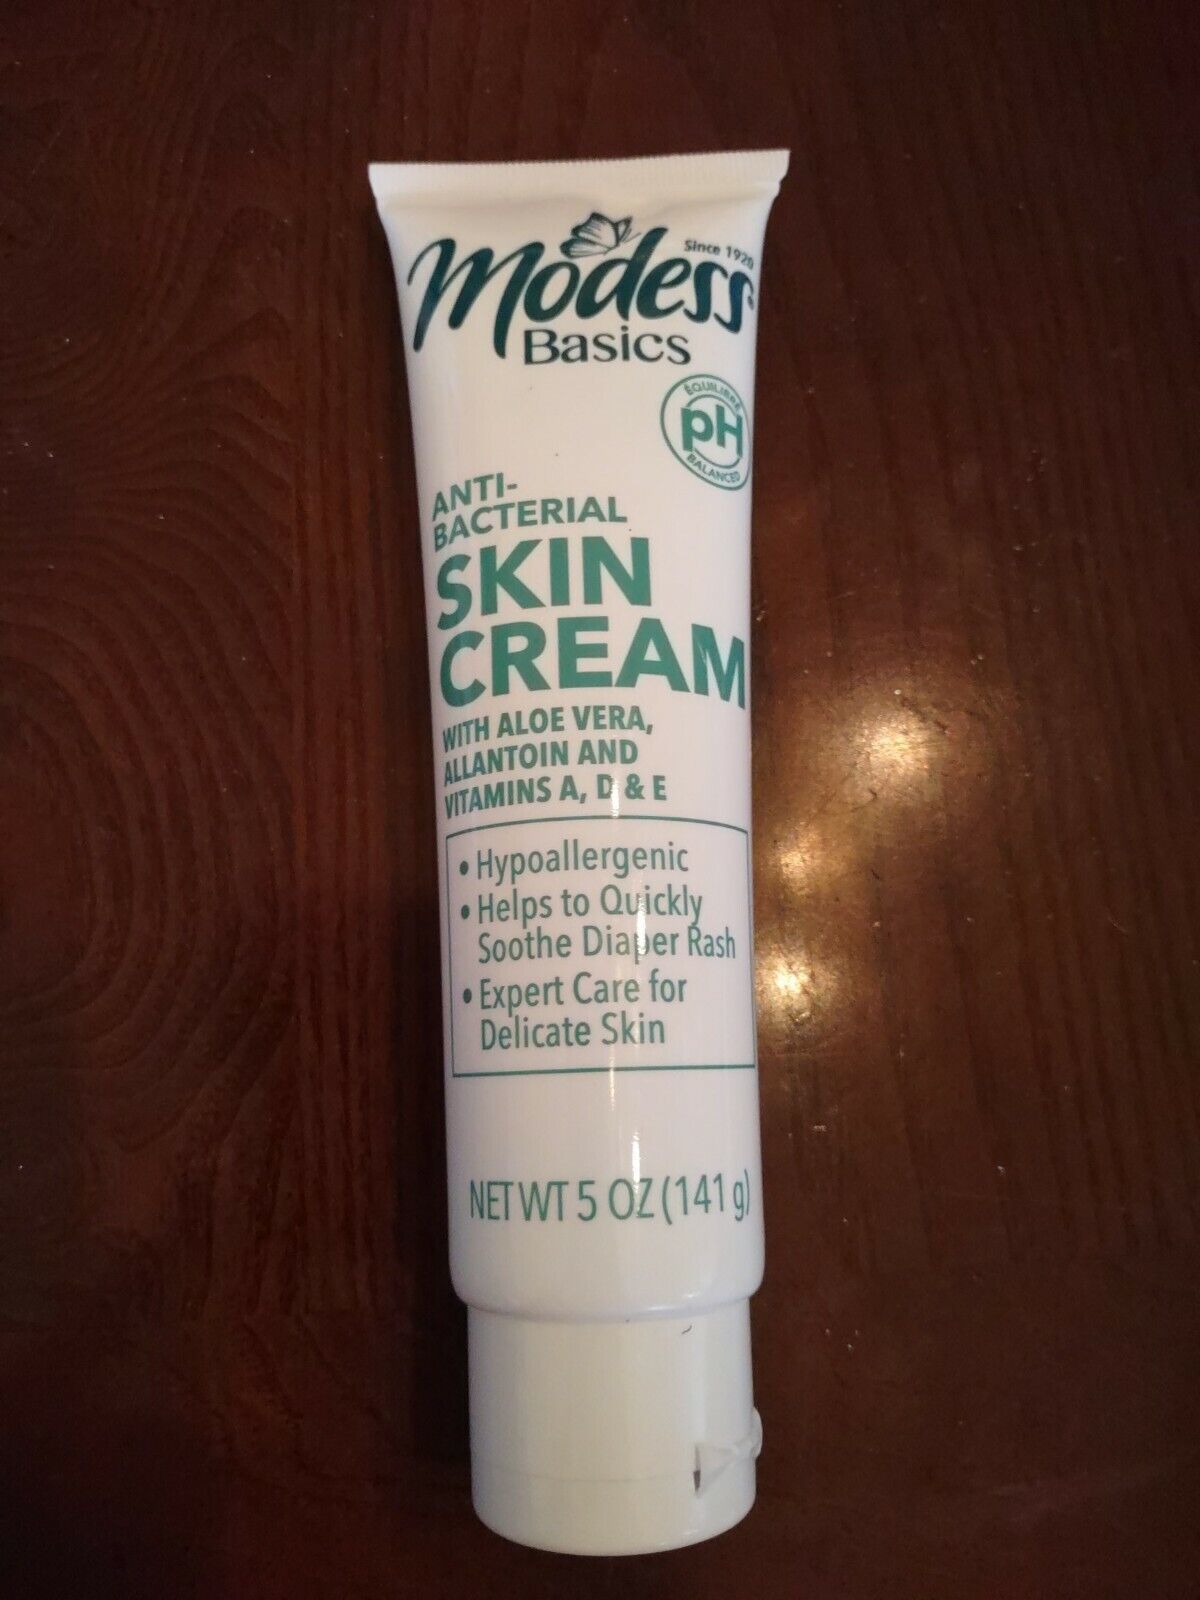 Modess
Since 1920
Basics
ÉQUILIBRÉ
pH
BALANCED
ANTI-
BACTERIAL
SKIN
CREAM
WITH ALOE VERA,
ALLANTOIN AND
VITAMINS A, D & E
• Hypoallergenic
• Helps to Quickly
Soothe Diaper Rash
• Expert Care for
Delicate Skin
NET WT 5 OZ (141 g)